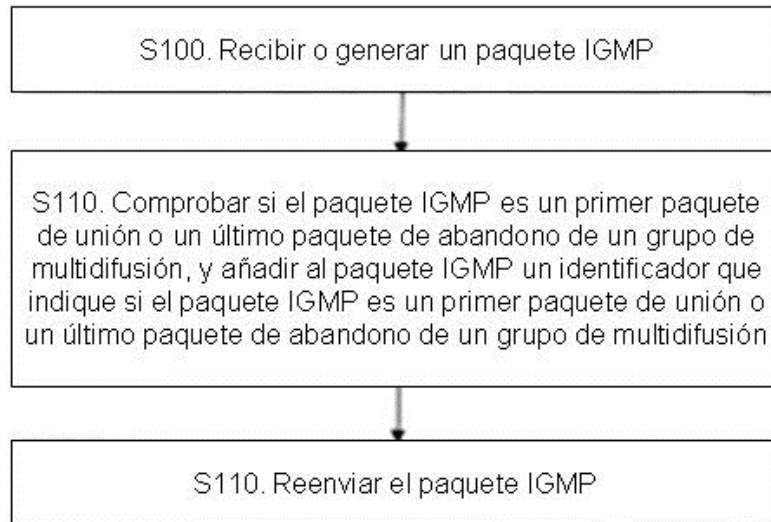 S100. Recibir o generar un paquete IGMP
S110. Comprobar si el paquete IGMP es un primer paquete
de unión o un último paquete de abandono de un grupo de
multidifusión, y añadir al paquete IGMP un identificador que
indique si el paquete IGMP es un primer paquete de unión o
un último paquete de abandono de un grupo de multidifusión
S110. Reenviar el paquete IGMP